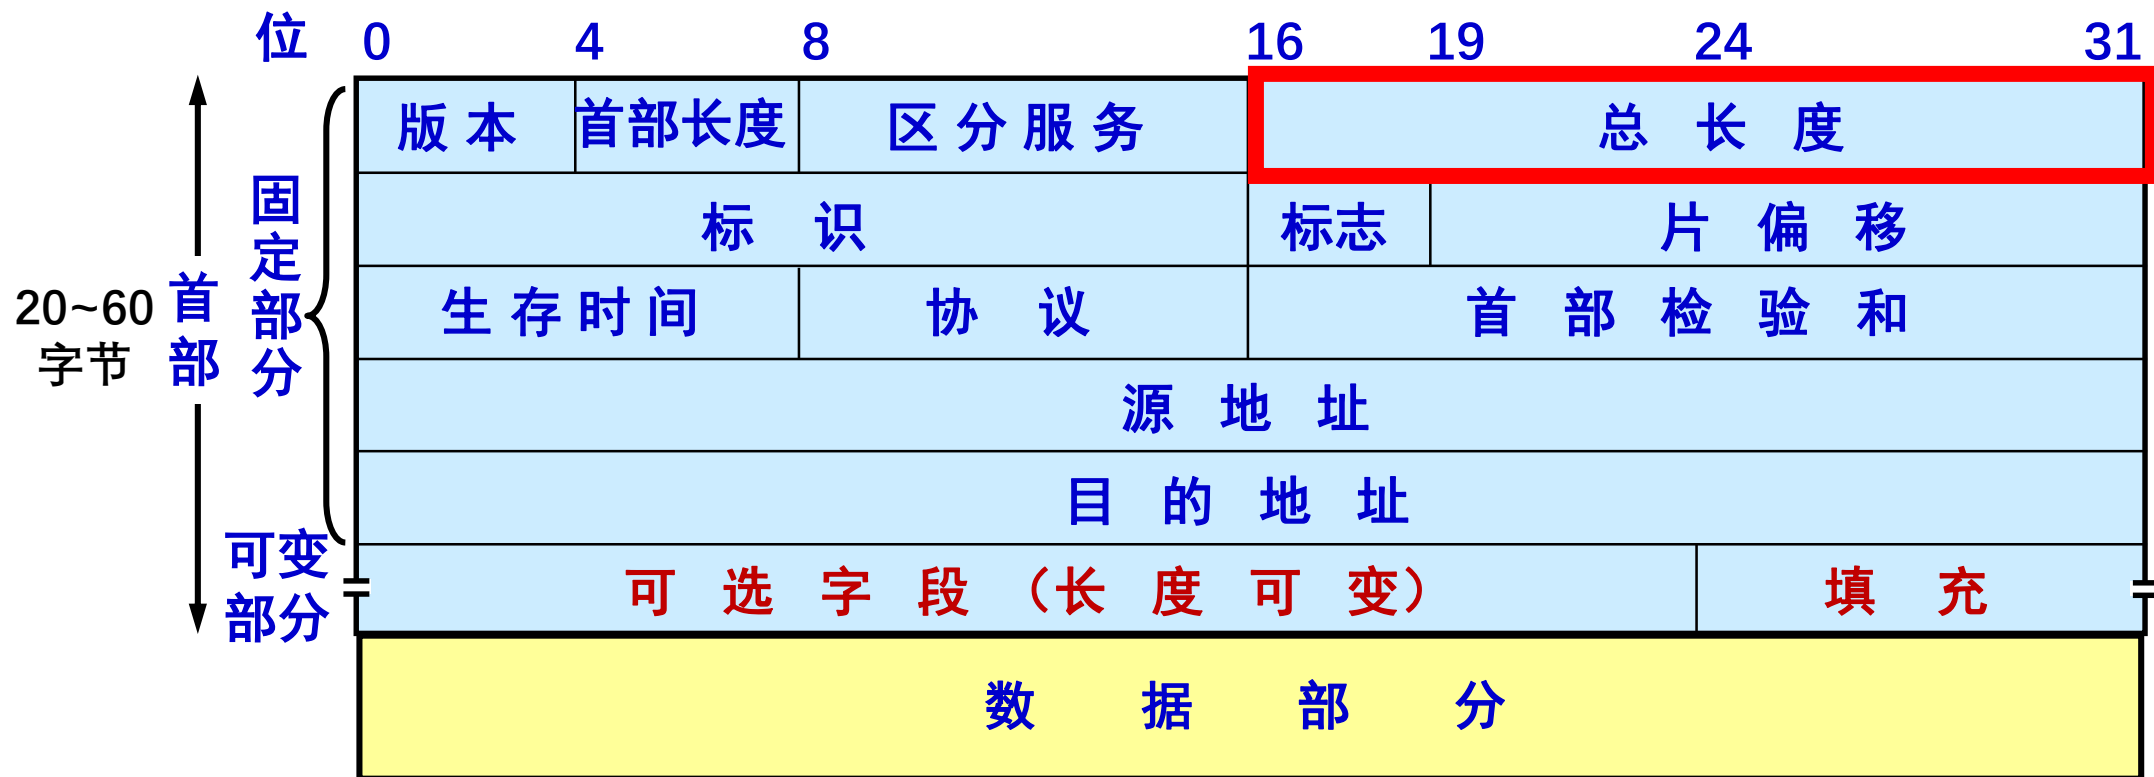 位 0 4 8 16 19 24 31
版本 首部长度 区分服务 总长度
标识 标志 片偏移
生存时间 协议 首部检验和
源地址
目的地址
可选字段（长度可变） 填充
数据部分
固定部分
首部
20~60
字节
可变
部分